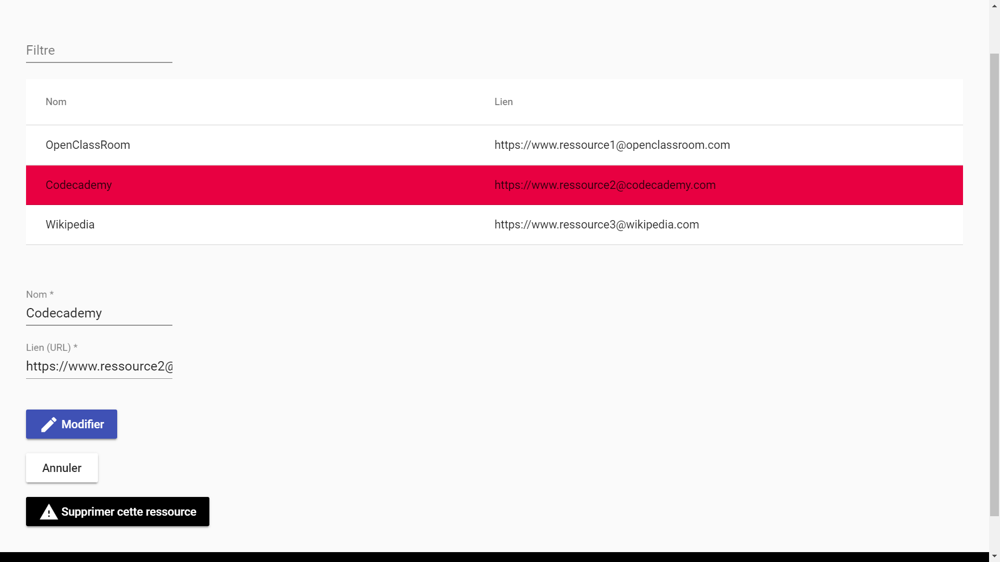 Filtre
Nom Lien
OpenClassRoom https://www.ressource1@openclassroom.com
Codecademy https://www.ressource2@codecademy.com
Wikipedia https://www.ressource3@wikipedia.com
Nom *
Codecademy
Lien (URL) *
https://www.ressource2@
Modifier
Annuler
Supprimer cette ressource